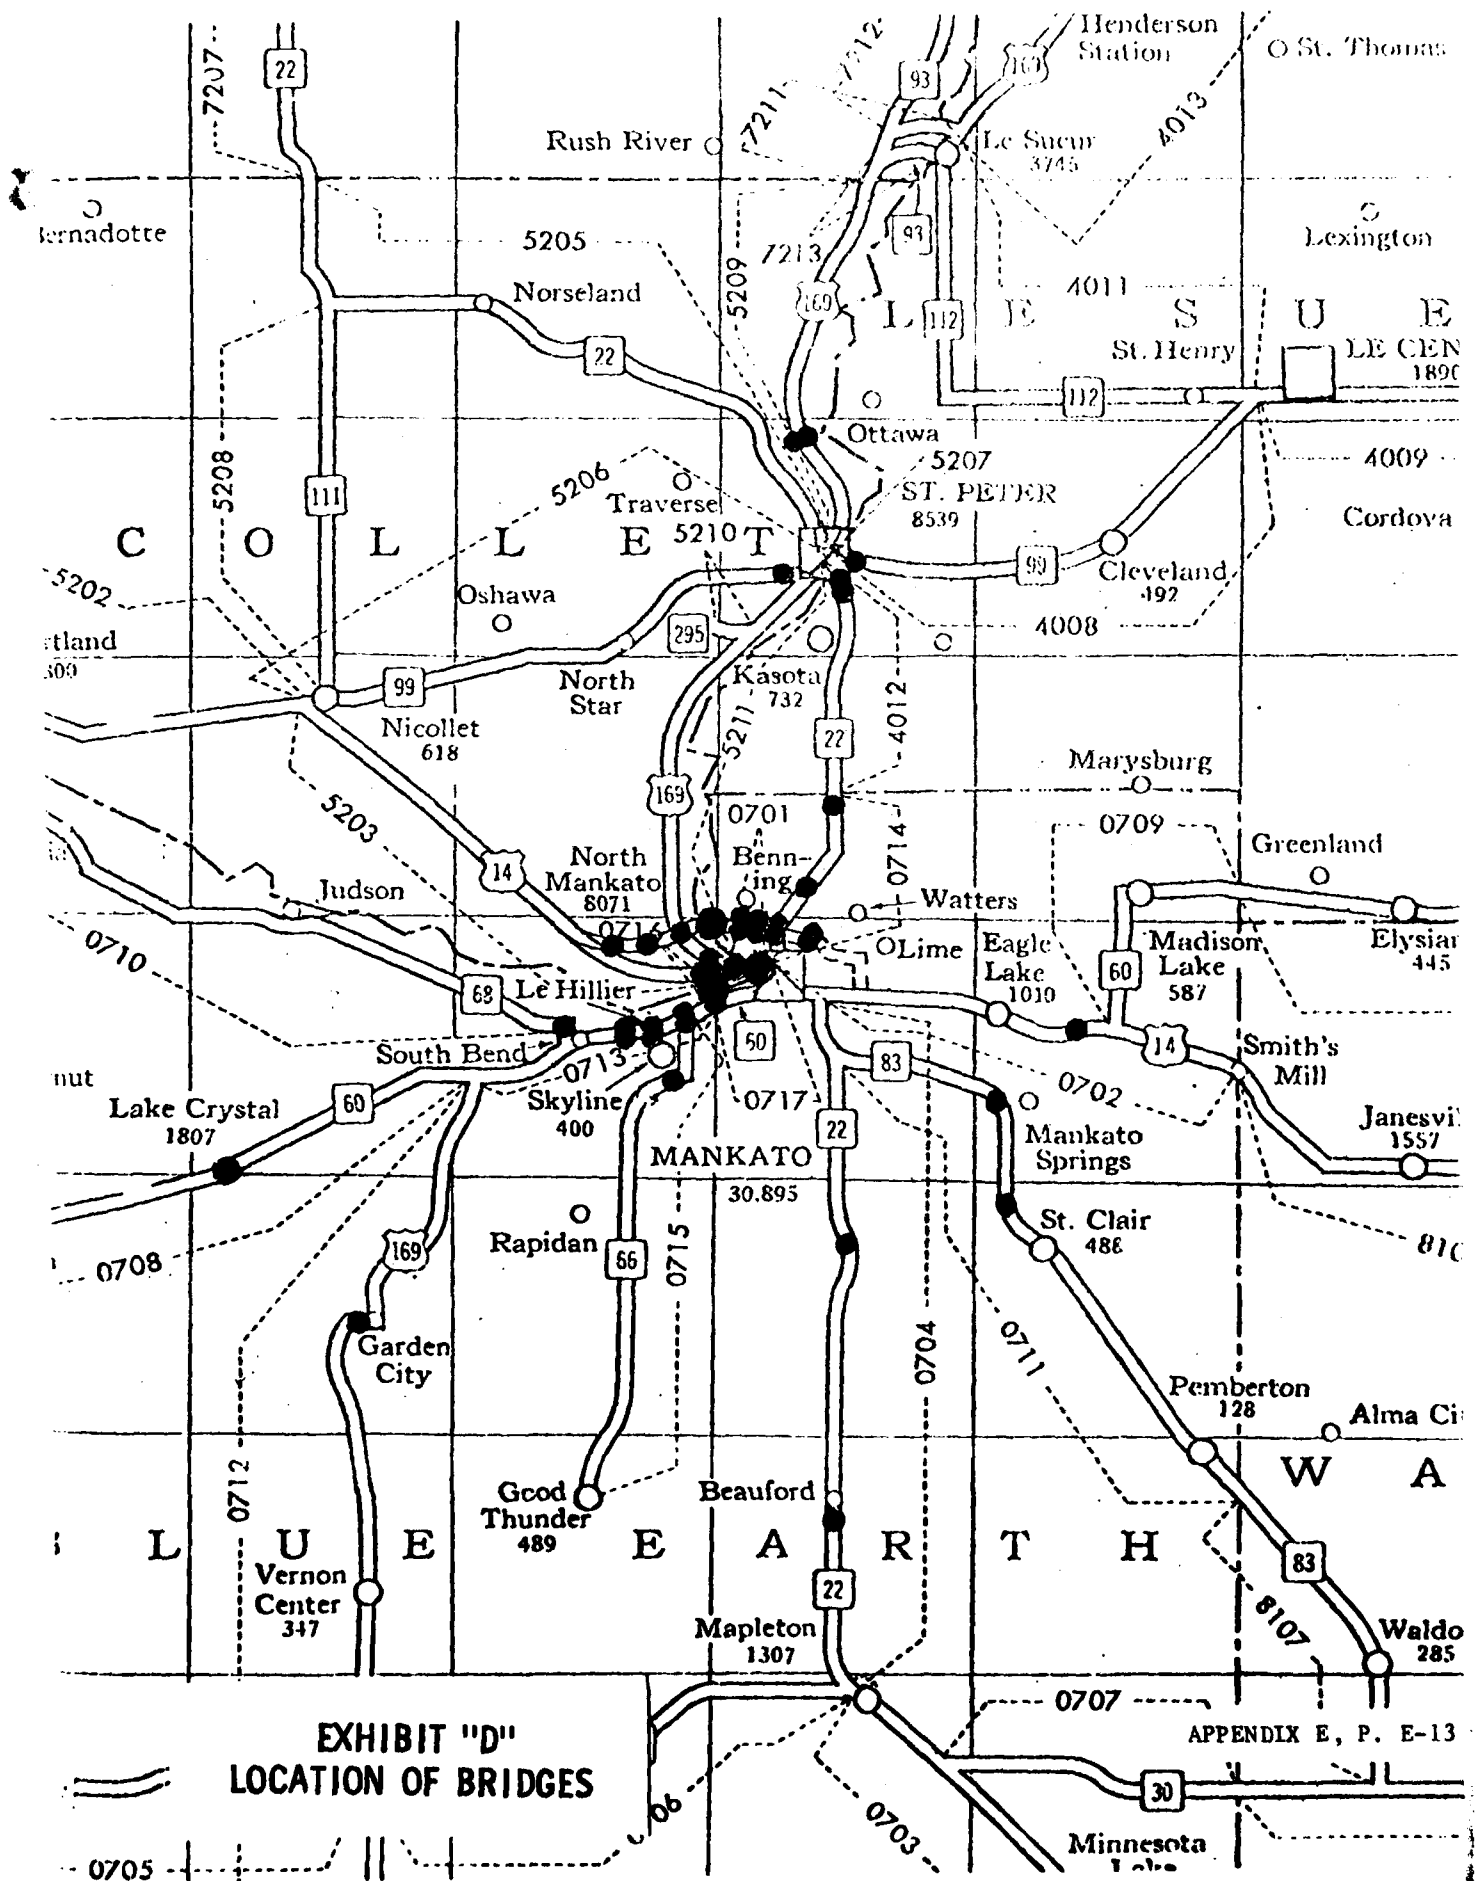 7207
22
7212
93
169
Henderson
Station
St. Thomas
7211
4013
Rush River
Le Sueur
3745
Bernadotte
5205
5209
7213
93
Lexington
Norseland
169
4011
L E S U E
112
22
St. Henry
LE CEN
1890
112
5208
Ottawa
111
5206
5207
4009
Traverse
ST. PETER
8539
5210
Cordova
C O L L E T
99
5202
Oshawa
Cleveland
492
295
4008
99
North
Star
Kasota
732
4012
Nicollet
618
5211
22
Marysburg
169
0701
5203
0709
0714
Greenland
14
North
Mankato
8071
Benn-
ing
Judson
Watters
0716
Lime
Eagle
Lake
1010
Madison
Lake
587
Elysian
445
0710
60
68
Le Hillier
South Bend
0713
60
83
14
Smith's
Mill
Skyline
400
0717
0702
nut
Lake Crystal
1807
60
22
Mankato
Springs
Janesvi
1557
MANKATO
30,895
Rapidan
St. Clair
488
0708
169
66
0715
810
Garden
City
0704
0711
Pemberton
128
Alma Ci
0712
W A
Good
Thunder
489
Beauford
L U E E A R T H
83
Vernon
Center
347
22
8107
Mapleton
1307
Waldo
285
0707
EXHIBIT "D"
LOCATION OF BRIDGES
APPENDIX E, P. E-13
30
06
0703
Minnesota
Lake
0705